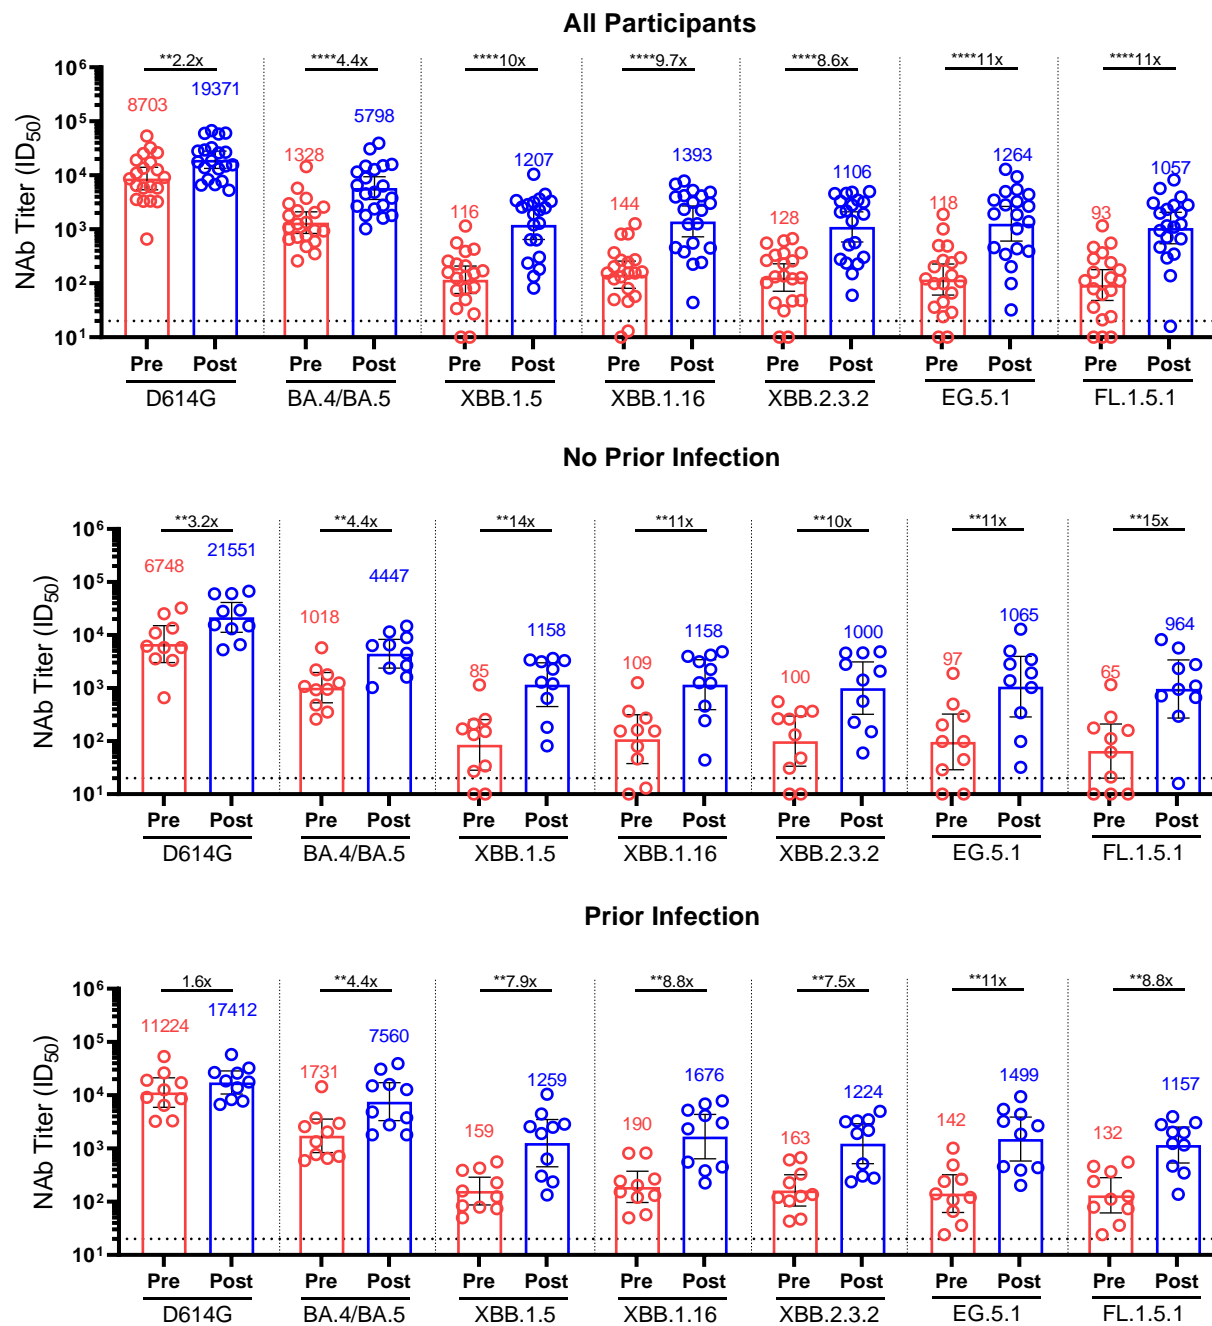 All Participants
**2.2x ****4.4x ****10x ****9.7x ****8.6x ****11x ****11x
NAb Titer (ID50)
10^6
10^5
10^4
10^3
10^2
10^1
8703 19371 1328 5798 116 1207 144 1393 128 1106 118 1264 93 1057
Pre Post Pre Post Pre Post Pre Post Pre Post Pre Post Pre Post
D614G BA.4/BA.5 XBB.1.5 XBB.1.16 XBB.2.3.2 EG.5.1 FL.1.5.1
No Prior Infection
**3.2x **4.4x **14x **11x **10x **11x **15x
NAb Titer (ID50)
10^6
10^5
10^4
10^3
10^2
10^1
6748 21551 1018 4447 85 1158 109 1158 100 1000 97 1065 65 964
Pre Post Pre Post Pre Post Pre Post Pre Post Pre Post Pre Post
D614G BA.4/BA.5 XBB.1.5 XBB.1.16 XBB.2.3.2 EG.5.1 FL.1.5.1
Prior Infection
1.6x **4.4x **7.9x **8.8x **7.5x **11x **8.8x
NAb Titer (ID50)
10^6
10^5
10^4
10^3
10^2
10^1
11224 17412 1731 7560 159 1259 190 1676 163 1224 142 1499 132 1157
Pre Post Pre Post Pre Post Pre Post Pre Post Pre Post Pre Post
D614G BA.4/BA.5 XBB.1.5 XBB.1.16 XBB.2.3.2 EG.5.1 FL.1.5.1